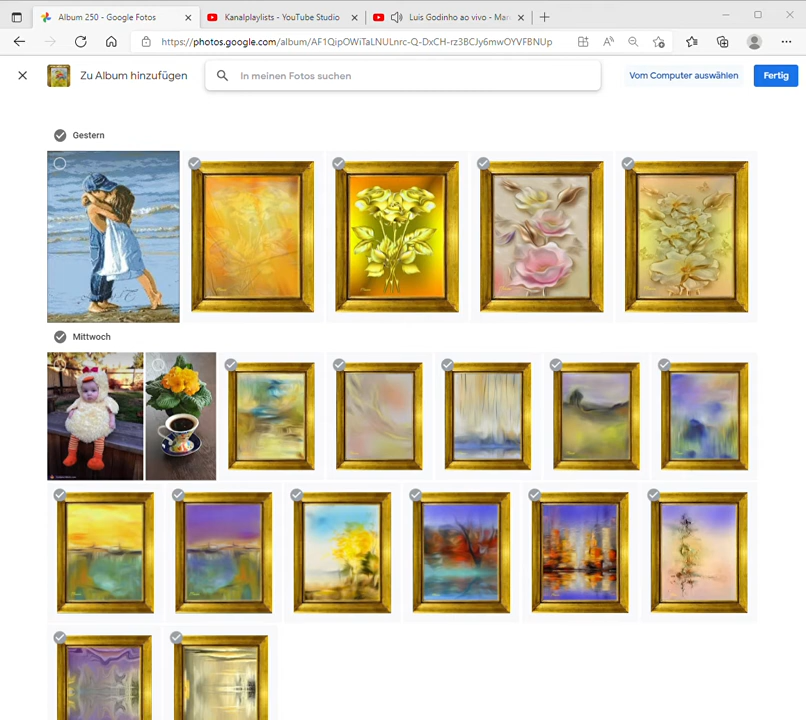 Album 250 - Google Fotos
Kanalplaylists - YouTube Studio
Luis Godinho ao vivo - Mar
https://photos.google.com/album/AF1QipOWiTaLNULnrc-Q-DxCH-rz3BCJy6mwOYVFBNUp
Zu Album hinzufügen
In meinen Fotos suchen
Vom Computer auswählen
Fertig
Gestern
Mittwoch